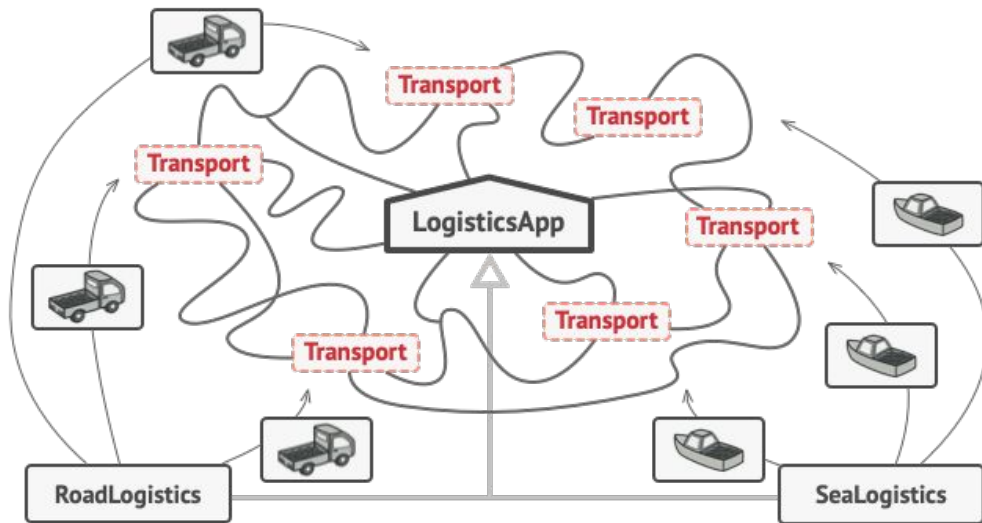 Transport
Transport
Transport
LogisticsApp
Transport
Transport
Transport
RoadLogistics
SeaLogistics